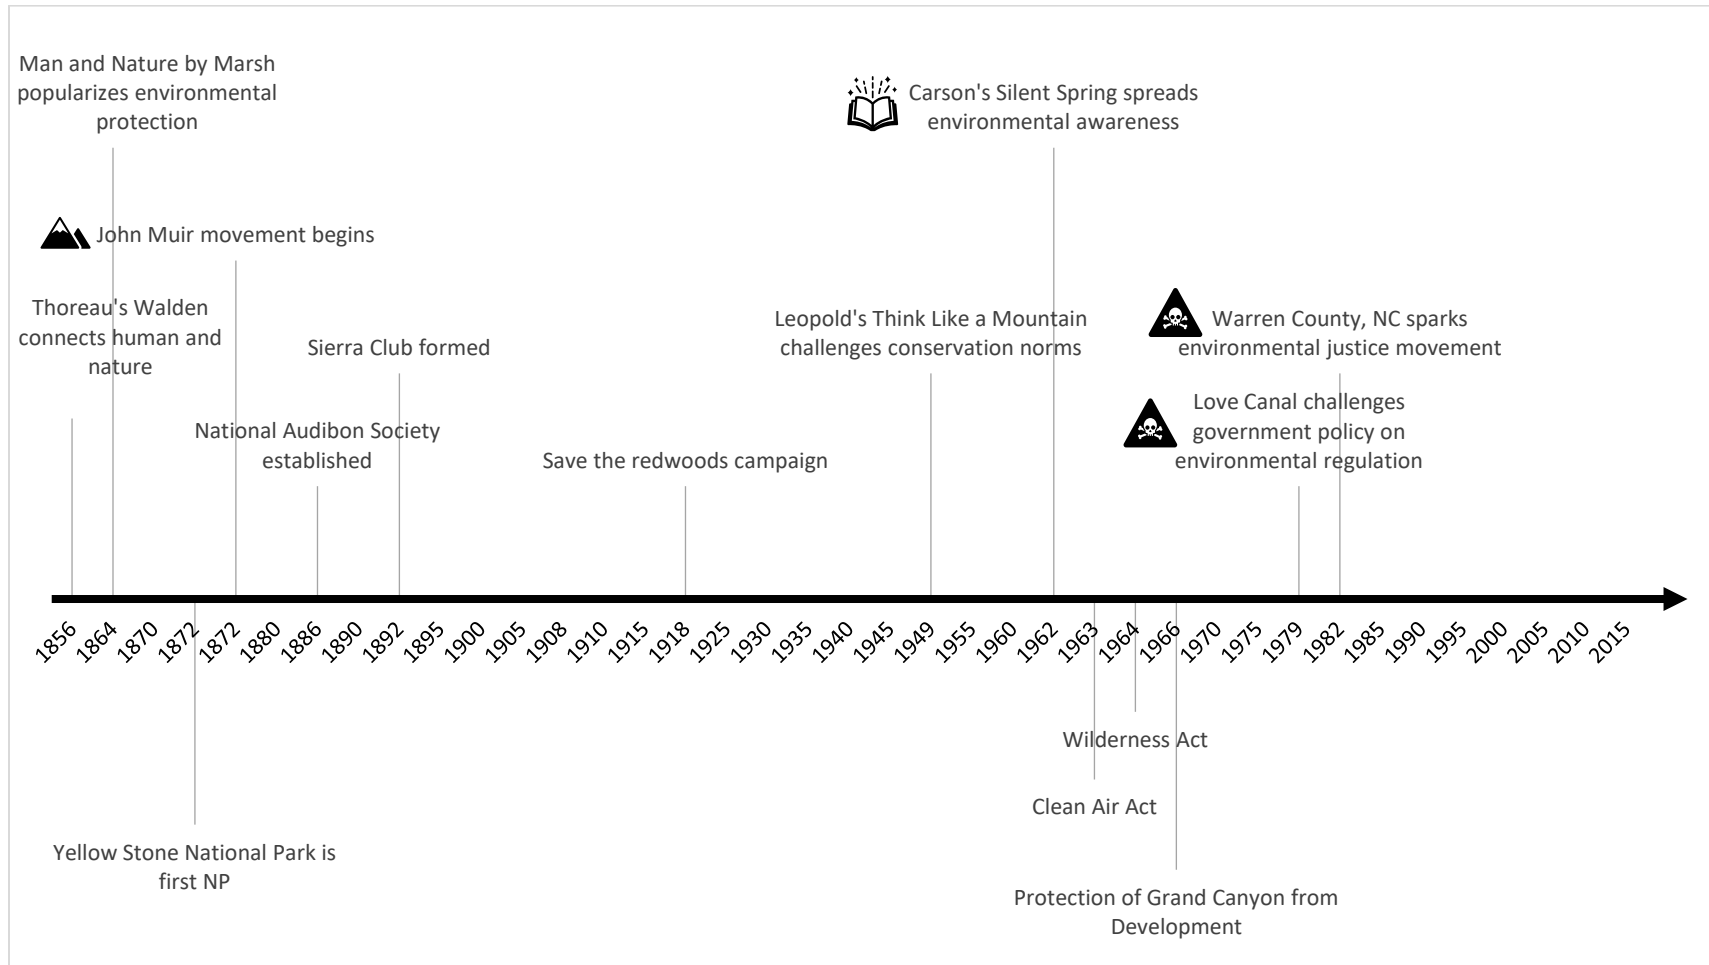 Man and Nature by Marsh
popularizes environmental
protection
Carson's Silent Spring spreads
environmental awareness
John Muir movement begins
Thoreau's Walden
connects human and
nature
Sierra Club formed
Leopold's Think Like a Mountain
challenges conservation norms
Warren County, NC sparks
environmental justice movement
National Audibon Society
established
Save the redwoods campaign
Love Canal challenges
government policy on
environmental regulation
1856
1864
1870
1872
1872
1880
1886
1890
1892
1895
1900
1905
1908
1910
1915
1918
1925
1930
1935
1940
1945
1949
1955
1960
1962
1963
1964
1966
1970
1975
1979
1982
1985
1990
1995
2000
2005
2010
2015
Wilderness Act
Clean Air Act
Yellow Stone National Park is
first NP
Protection of Grand Canyon from
Development